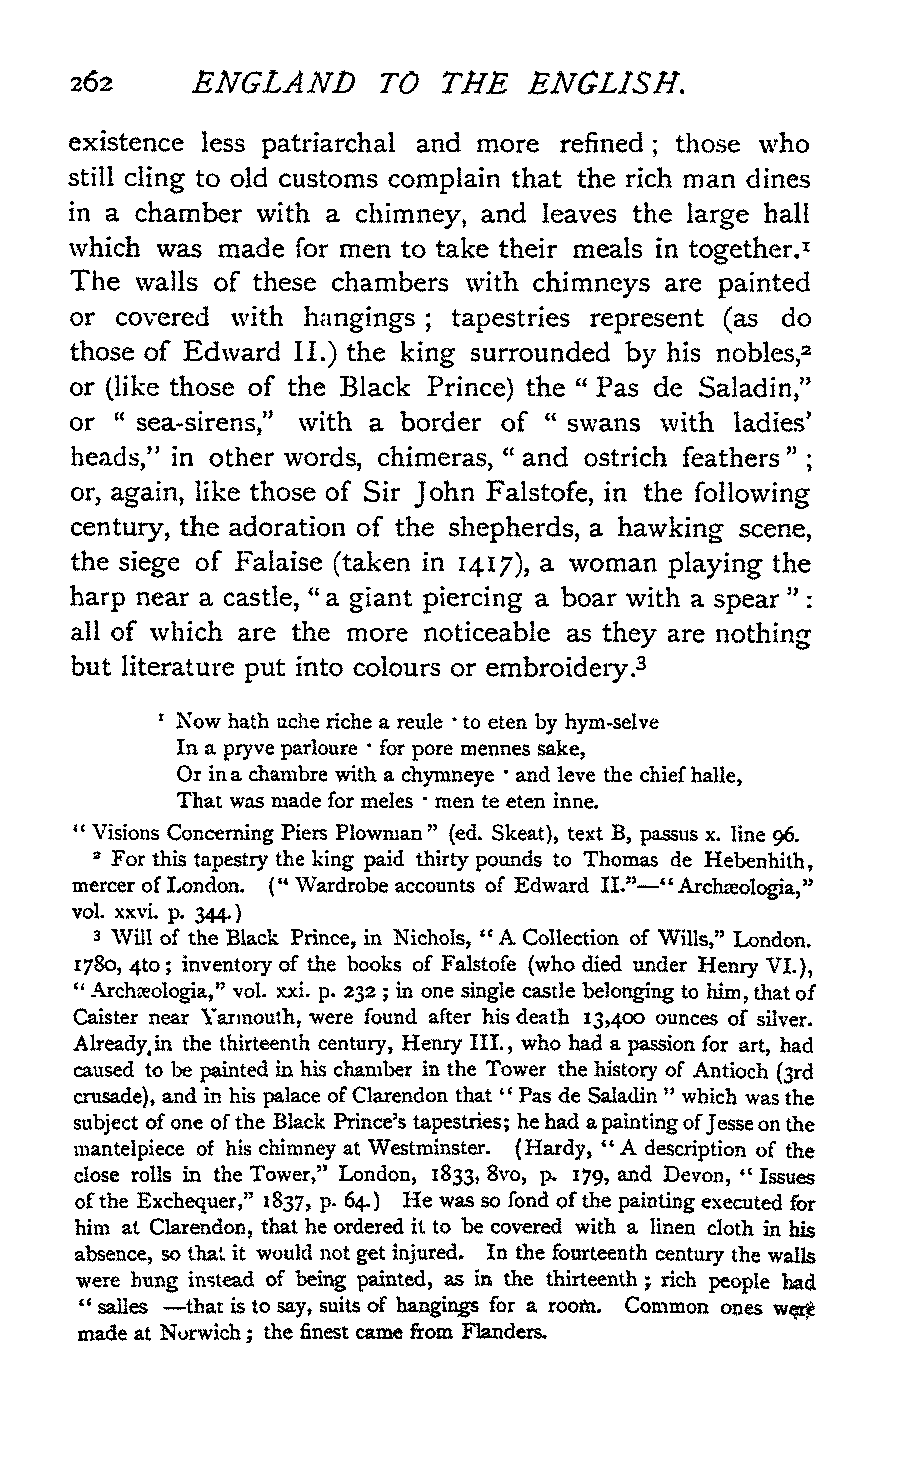 262 ENGLAND TO THE ENGLISH.
existence less patriarchal and more refined ; those who
still cling to old customs complain that the rich man dines
in a chamber with a chimney, and leaves the large hall
which was made for men to take their meals in together.¹
The walls of these chambers with chimneys are painted
or covered with hangings ; tapestries represent (as do
those of Edward II.) the king surrounded by his nobles,²
or (like those of the Black Prince) the “ Pas de Saladin,”
or “ sea-sirens,” with a border of “ swans with ladies’
heads,” in other words, chimeras, “ and ostrich feathers ” ;
or, again, like those of Sir John Falstofe, in the following
century, the adoration of the shepherds, a hawking scene,
the siege of Falaise (taken in 1417), a woman playing the
harp near a castle, “ a giant piercing a boar with a spear ” :
all of which are the more noticeable as they are nothing
but literature put into colours or embroidery.³
¹ Now hath uche riche a reule · to eten by hym-selve
In a pryve parloure · for pore mennes sake,
Or in a chambre with a chymneye · and leve the chief halle,
That was made for meles · men te eten inne.
“ Visions Concerning Piers Plowman ” (ed. Skeat), text B, passus x. line 96.
² For this tapestry the king paid thirty pounds to Thomas de Hebenhith,
mercer of London. (“ Wardrobe accounts of Edward II.”—“ Archæologia,”
vol. xxvi. p. 344.)
³ Will of the Black Prince, in Nichols, “ A Collection of Wills,” London.
1780, 4to ; inventory of the books of Falstofe (who died under Henry VI.),
“ Archæologia,” vol. xxi. p. 232 ; in one single castle belonging to him, that of
Caister near Yarmouth, were found after his death 13,400 ounces of silver.
Already in the thirteenth century, Henry III., who had a passion for art, had
caused to be painted in his chamber in the Tower the history of Antioch (3rd
crusade), and in his palace of Clarendon that “ Pas de Saladin ” which was the
subject of one of the Black Prince’s tapestries; he had a painting of Jesse on the
mantelpiece of his chimney at Westminster. (Hardy, “ A description of the
close rolls in the Tower,” London, 1833, 8vo, p. 179, and Devon, “ Issues
of the Exchequer,” 1837, p. 64.) He was so fond of the painting executed for
him at Clarendon, that he ordered it to be covered with a linen cloth in his
absence, so that it would not get injured. In the fourteenth century the walls
were hung instead of being painted, as in the thirteenth ; rich people had
“ salles —that is to say, suits of hangings for a room. Common ones were
made at Norwich ; the finest came from Flanders.